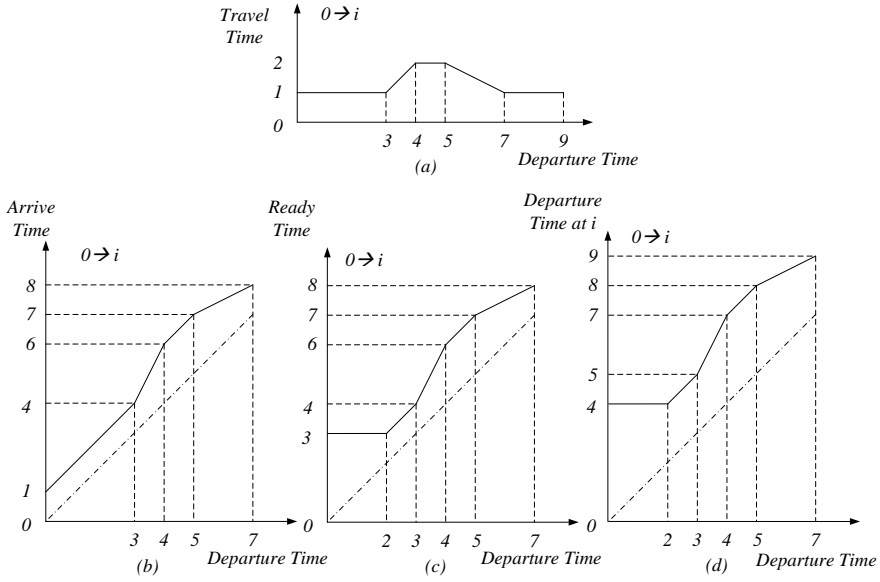 Travel
Time
0→i
2
1
0
3 4 5 7 9
Departure Time
(a)
Arrive
Time
0→i
8
7
6
4
1
0
3 4 5 7
(b)
Departure Time
Ready
Time
0→i
8
7
6
4
3
0
2 3 4 5 7
(c)
Departure Time
Departure
Time at i
0→i
9
8
7
5
4
0
2 3 4 5 7
(d)
Departure Time